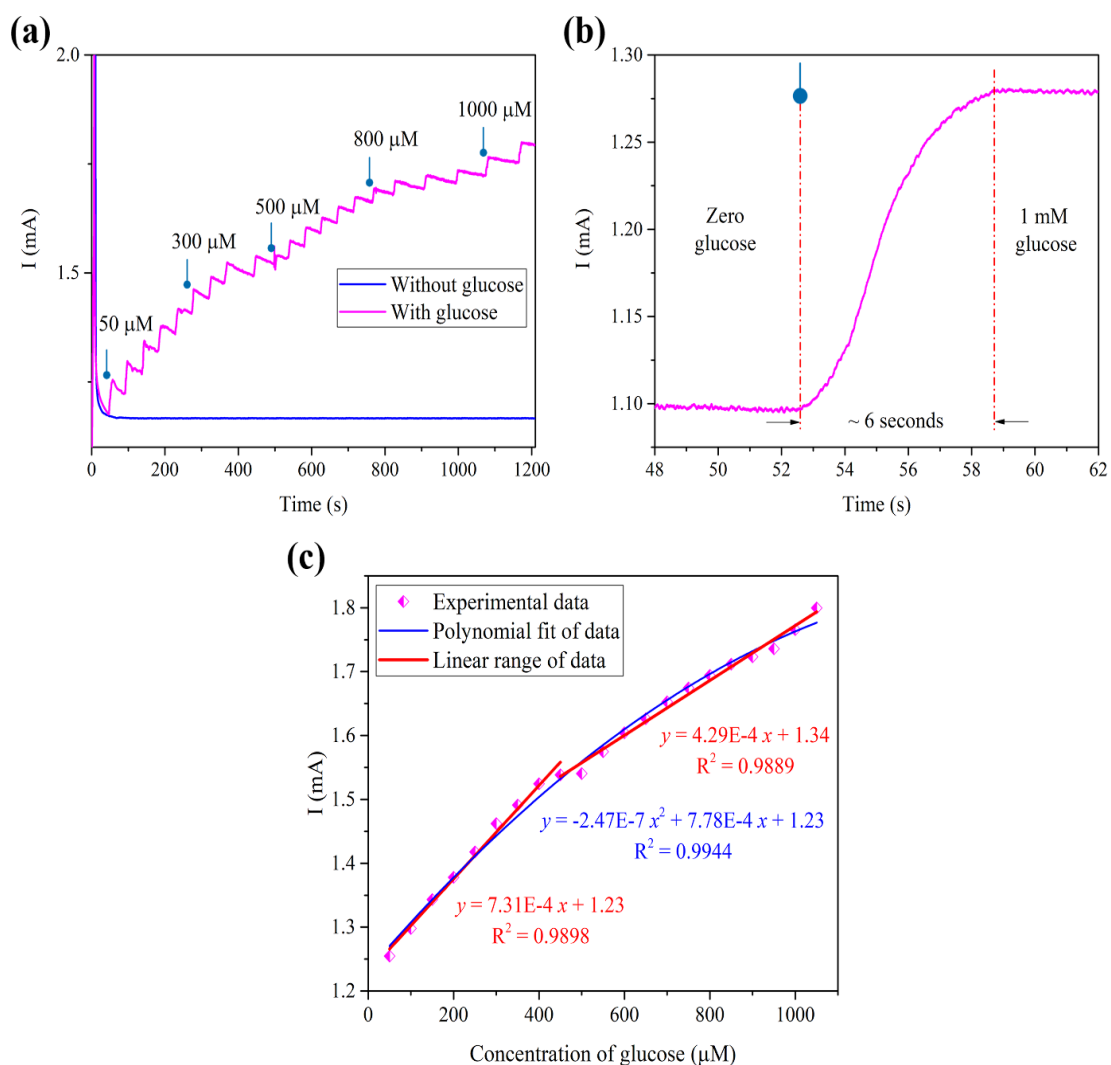 (a)
2.0
1.5
I (mA)
50 µM
300 µM
500 µM
800 µM
1000 µM
Without glucose
With glucose
0 200 400 600 800 1000 1200
Time (s)
(b)
1.30
1.25
1.20
1.15
1.10
I (mA)
Zero
glucose
1 mM
glucose
~ 6 seconds
48 50 52 54 56 58 60 62
Time (s)
(c)
1.8
1.7
1.6
1.5
1.4
1.3
1.2
I (mA)
Experimental data
Polynomial fit of data
Linear range of data
y = 4.29E-4 x + 1.34
R² = 0.9889
y = -2.47E-7 x² + 7.78E-4 x + 1.23
R² = 0.9944
y = 7.31E-4 x + 1.23
R² = 0.9898
0 200 400 600 800 1000
Concentration of glucose (µM)